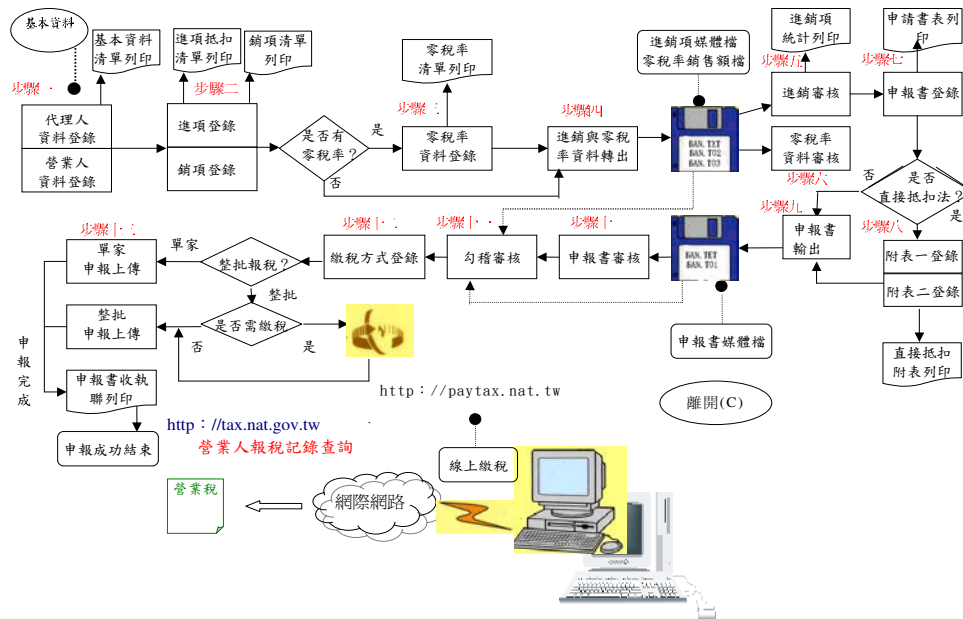 基本資料
基本資料
清單列印
進項抵扣
清單列印
銷項清單
列印
零稅率
清單列印
進銷項媒體檔
零稅率銷售額檔
進銷項
統計列印
申請書表列
印
步驟一
步驟二
步驟三
步驟四
步驟五
步驟七
代理人
資料登錄
營業人
資料登錄
進項登錄
銷項登錄
是否有
零稅率？
是
否
零稅率
資料登錄
進銷與零稅
率資料轉出
BAN. TXT
BAN. T02
BAN. T03
進銷審核
零稅率
資料審核
申報書登錄
步驟六
否
是否
直接抵扣法？
是
步驟八
步驟九
步驟十
步驟十一
步驟十二
步驟十三
申報書
輸出
附表一登錄
附表二登錄
直接抵扣
附表列印
BAN. TET
BAN. T01
申報書媒體檔
申報書審核
勾稽審核
繳稅方式登錄
整批報稅？
單家
單家
申報上傳
整批
是否需繳稅
是
否
整批
申報上傳
申報完成
申報書收執
聯列印
申報成功結束
http：//paytax.nat.tw
離開(C)
http：//tax.nat.gov.tw
營業人報稅記錄查詢
線上繳稅
營業稅
網際網路